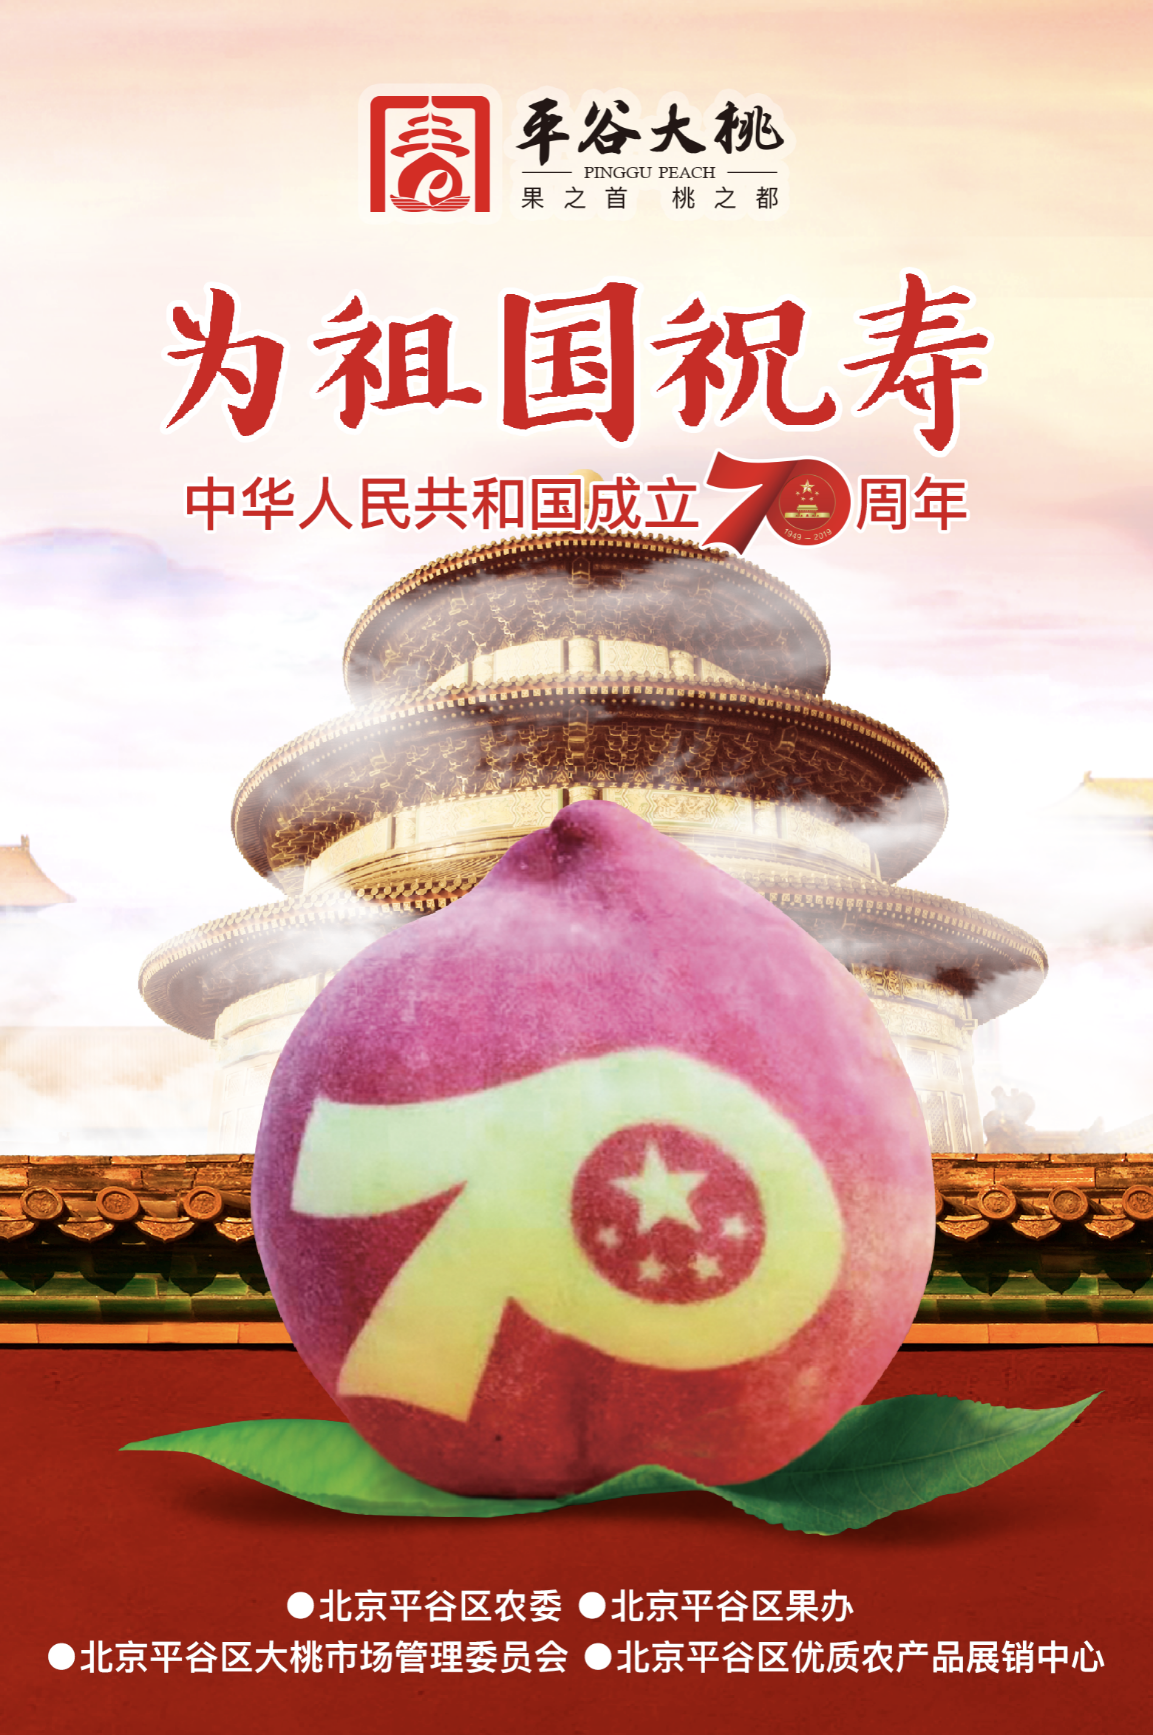 平谷大桃
PINGGU PEACH
果之首 桃之都
为祖国祝寿
中华人民共和国成立70周年
1949 — 2019
70
●北京平谷区农委 ●北京平谷区果办
●北京平谷区大桃市场管理委员会 ●北京平谷区优质农产品展销中心